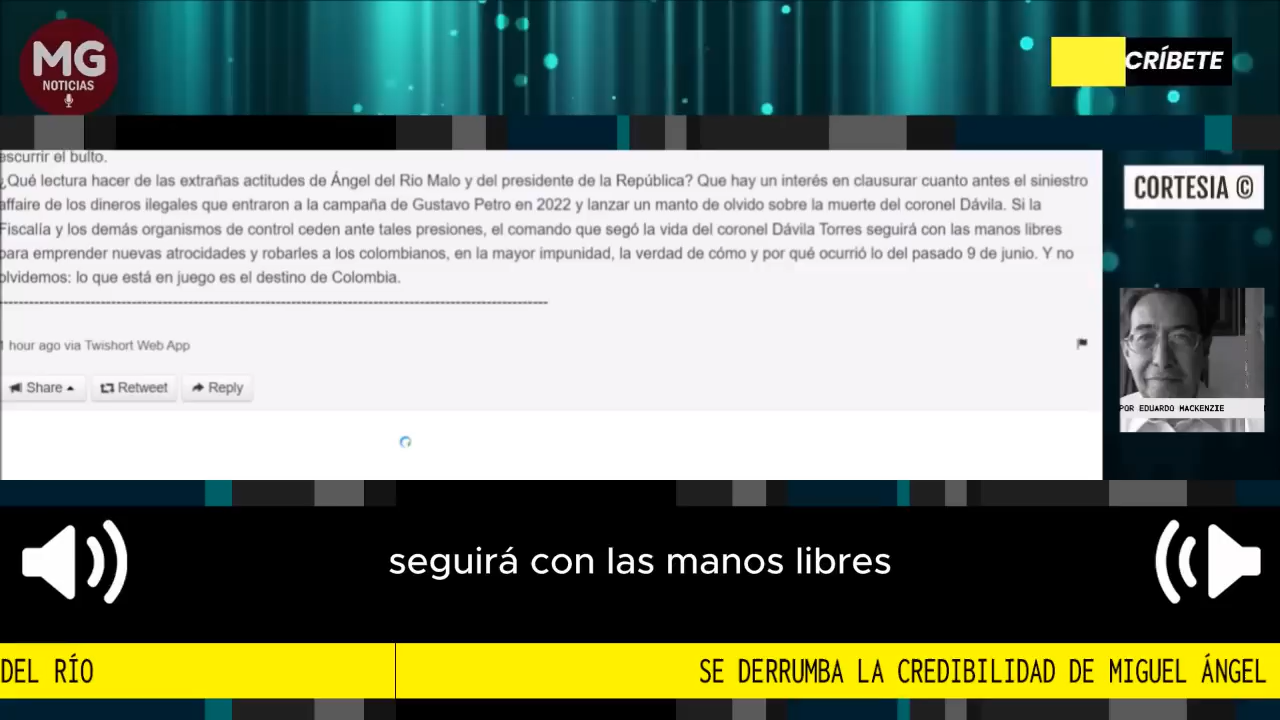 MG
NOTICIAS
CRÍBETE
escurrir el bulto.
¿Qué lectura hacer de las extrañas actitudes de Ángel del Rio Malo y del presidente de la República? Que hay un interés en clausurar cuanto antes el siniestro
affaire de los dineros ilegales que entraron a la campaña de Gustavo Petro en 2022 y lanzar un manto de olvido sobre la muerte del coronel Dávila. Si la
Fiscalía y los demás organismos de control ceden ante tales presiones, el comando que segó la vida del coronel Dávila Torres seguirá con las manos libres
para emprender nuevas atrocidades y robarles a los colombianos, en la mayor impunidad, la verdad de cómo y por qué ocurrió lo del pasado 9 de junio. Y no
olvidemos: lo que está en juego es el destino de Colombia.
-----------------------------------------------------------------------------------------------------------
1 hour ago via Twishort Web App
Share
Retweet
Reply
CORTESIA ©
POR EDUARDO MACKENZIE
seguirá con las manos libres
DEL RÍO
SE DERRUMBA LA CREDIBILIDAD DE MIGUEL ÁNGEL